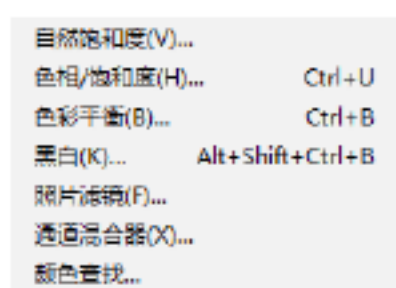 自然饱和度(V)...
色相/饱和度(H)... Ctrl+U
色彩平衡(B)... Ctrl+B
黑白(K)... Alt+Shift+Ctrl+B
照片滤镜(F)...
通道混合器(X)...
颜色查找...